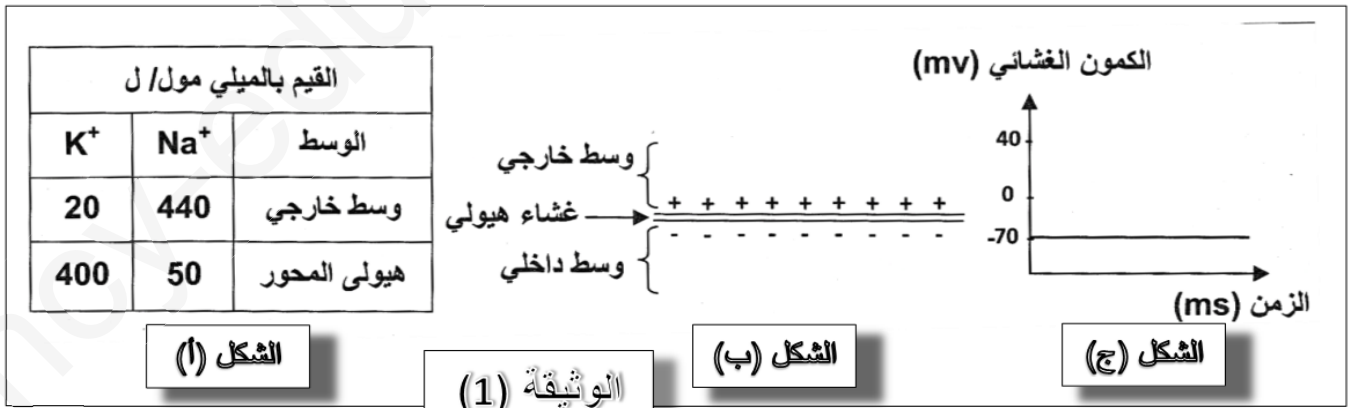 القيم بالميلي مول/ ل
الوسط Na+ K+
وسط خارجي 440 20
هيولى المحور 50 400
الشكل (أ)
وسط خارجي
+ + + + + + + + +
غشاء هيولي
- - - - - - - - -
وسط داخلي
الشكل (ب)
الكمون الغشائي (mv)
40
0
-70
الزمن (ms)
الشكل (ج)
الوثيقة (1)